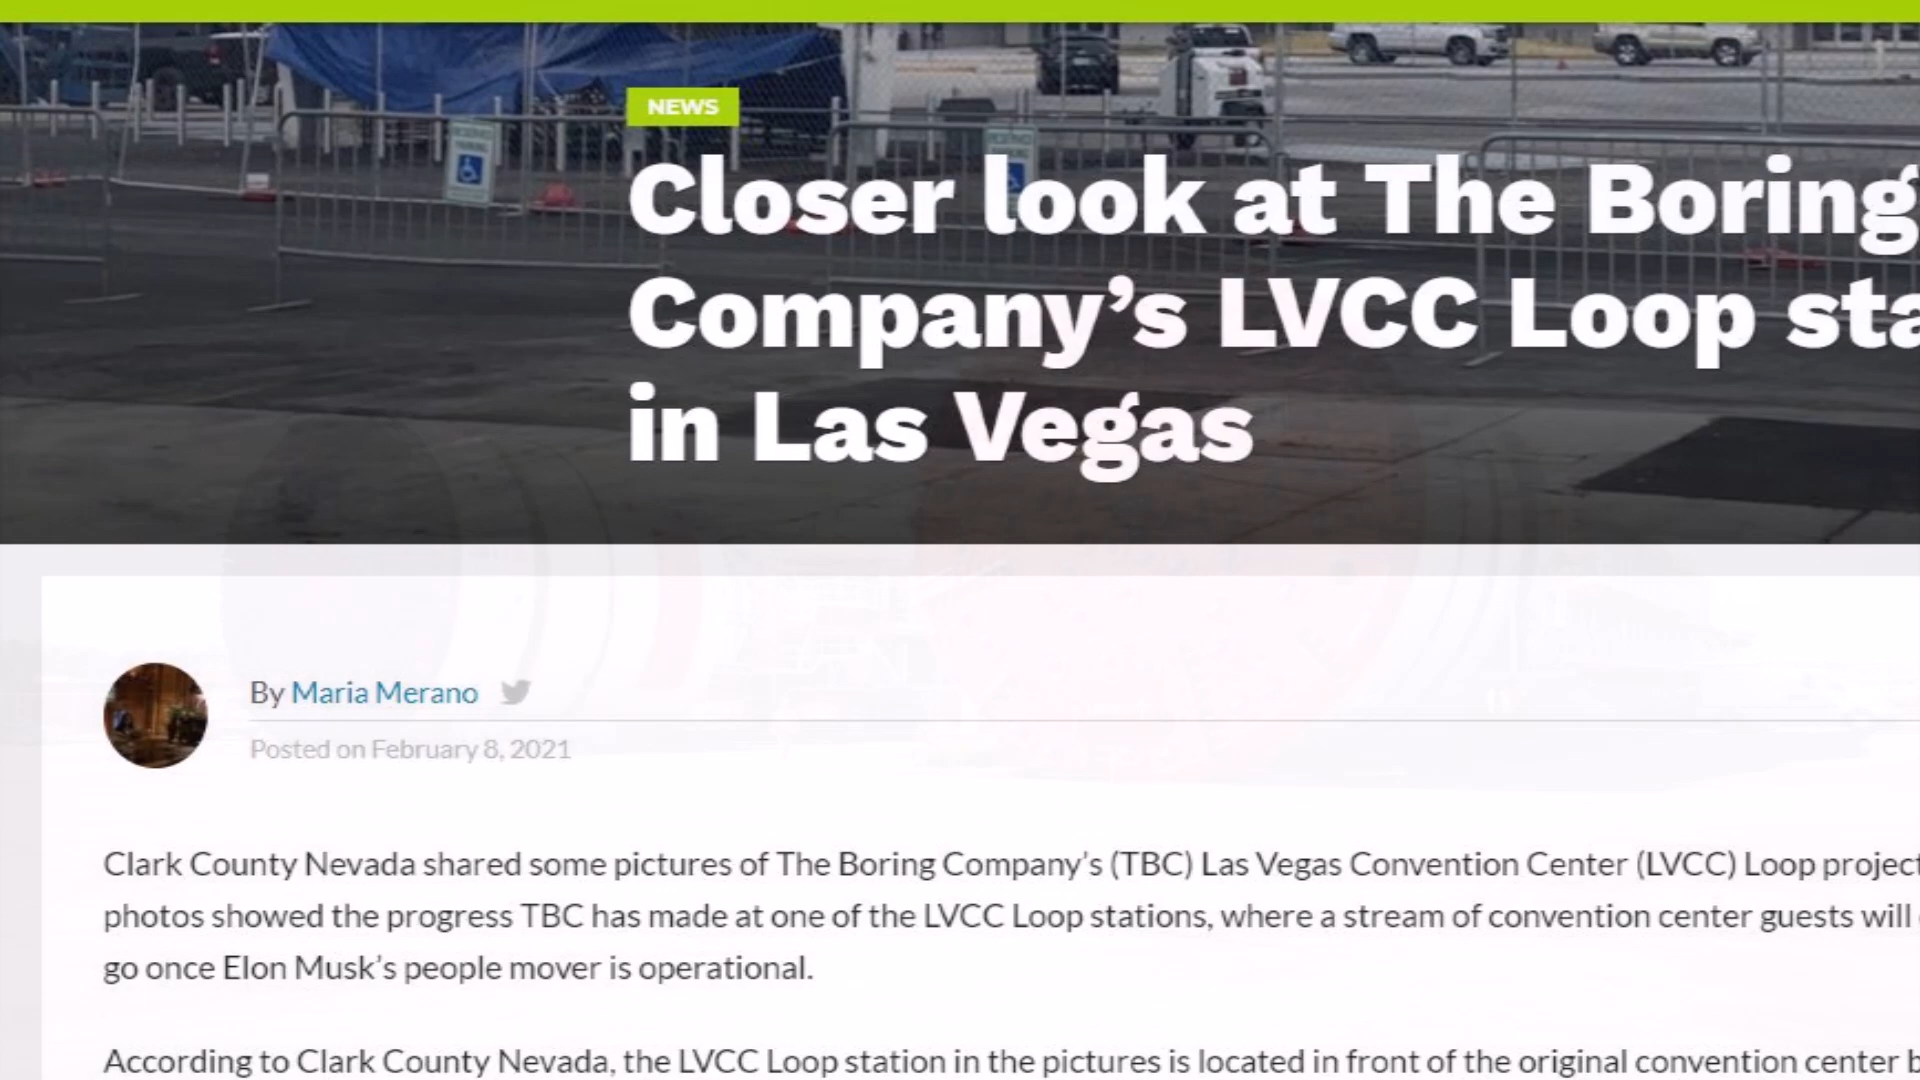 NEWS
Closer look at The Boring
Company’s LVCC Loop sta
in Las Vegas
By Maria Merano
Posted on February 8, 2021
Clark County Nevada shared some pictures of The Boring Company’s (TBC) Las Vegas Convention Center (LVCC) Loop project
photos showed the progress TBC has made at one of the LVCC Loop stations, where a stream of convention center guests will
go once Elon Musk’s people mover is operational.
According to Clark County Nevada, the LVCC Loop station in the pictures is located in front of the original convention center b